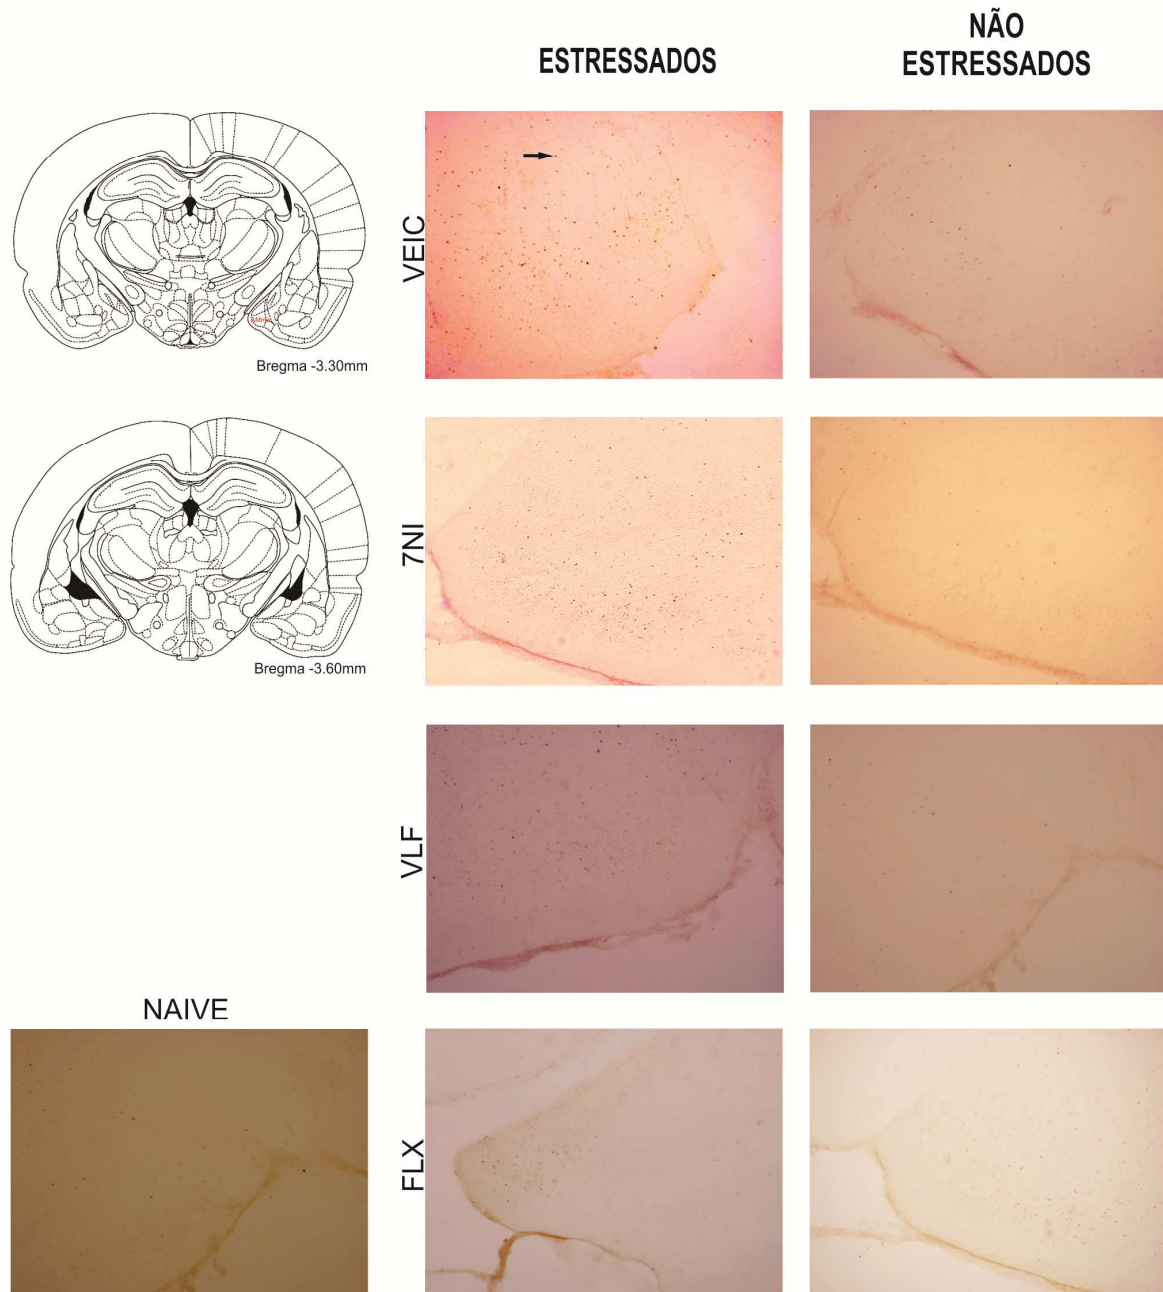 ESTRESSADOS
NÃO
ESTRESSADOS
VEIC
Bregma -3.30mm
7NI
Bregma -3.60mm
VLF
NAIVE
FLX